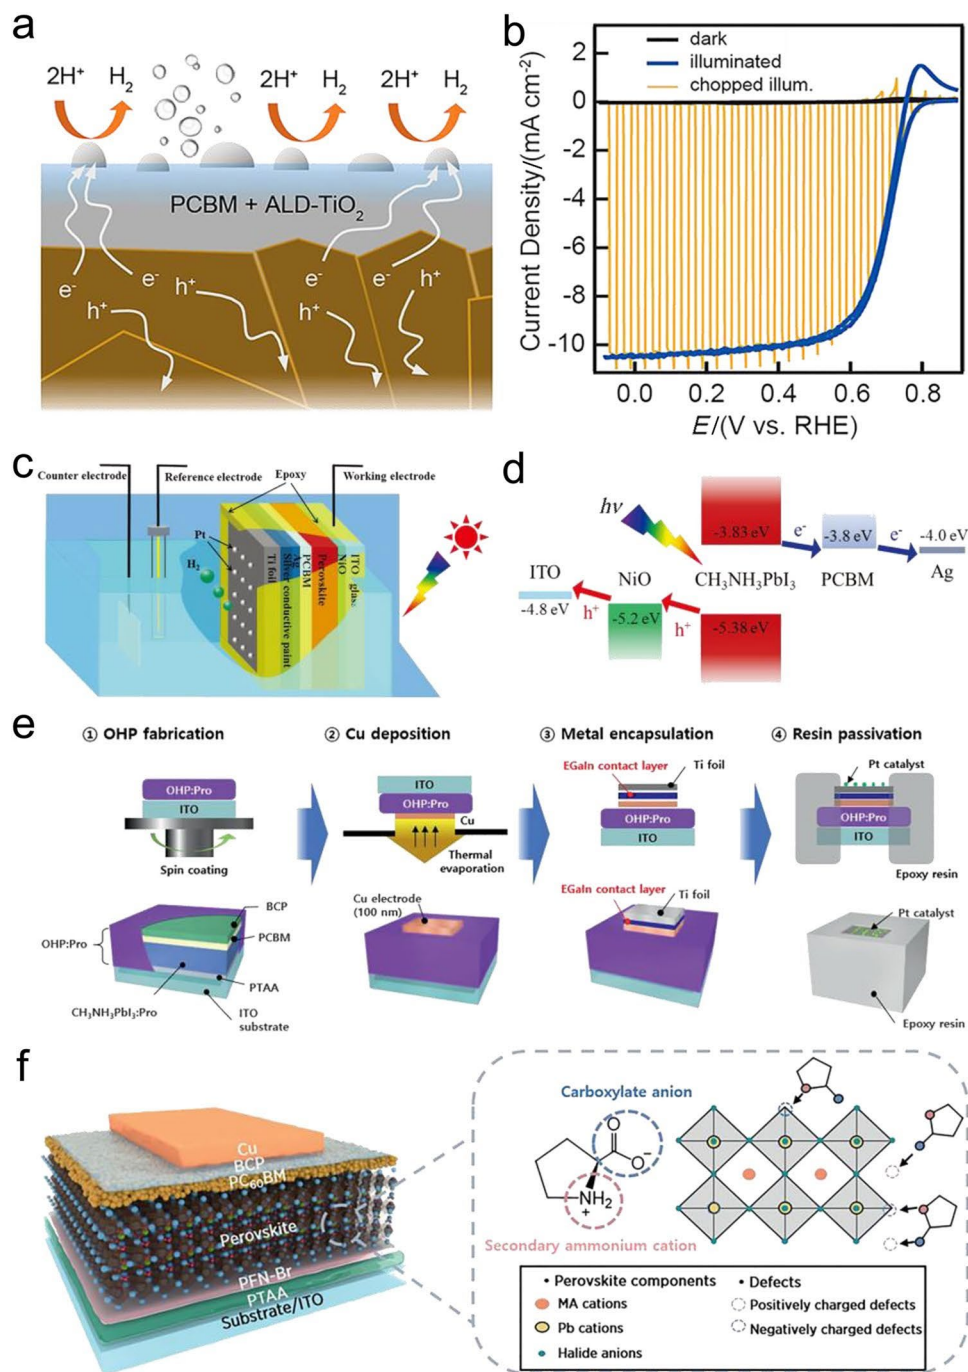 a
2H⁺ H₂ 2H⁺ H₂ 2H⁺ H₂
PCBM + ALD-TiO₂
e⁻ e⁻ e⁻ e⁻
h⁺ h⁺ h⁺ h⁺
b
dark
illuminated
chopped illum.
Current Density/(mA cm⁻²)
2
0
-2
-4
-6
-8
-10
0.0 0.2 0.4 0.6 0.8
E/(V vs. RHE)
c
Counter electrode
Reference electrode
Epoxy
Working electrode
Pt
H₂
Ti foil
Silver conductive paint
Ag
PCBM
Perovskite
NiO
ITO
glass
d
hν
-3.83 eV
e⁻
-3.8 eV
e⁻
-4.0 eV
ITO
NiO
CH₃NH₃PbI₃
PCBM
Ag
-4.8 eV
h⁺
-5.2 eV
h⁺
-5.38 eV
e
① OHP fabrication
② Cu deposition
③ Metal encapsulation
④ Resin passivation
OHP:Pro
ITO
Spin coating
ITO
OHP:Pro
Cu
Thermal
evaporation
EGaIn contact layer
Ti foil
OHP:Pro
ITO
Pt catalyst
OHP:Pro
ITO
Epoxy resin
BCP
PCBM
OHP:Pro
PTAA
CH₃NH₃PbI₃:Pro
ITO
substrate
Cu electrode
(100 nm)
EGaIn contact layer
Ti foil
Pt catalyst
Epoxy resin
f
Cu
BCP
PC₆₀BM
Perovskite
PFN-Br
PTAA
Substrate/ITO
Carboxylate anion
O
O⁻
NH₂
+
Secondary ammonium cation
• Perovskite components
MA cations
Pb cations
Halide anions
• Defects
Positively charged defects
Negatively charged defects